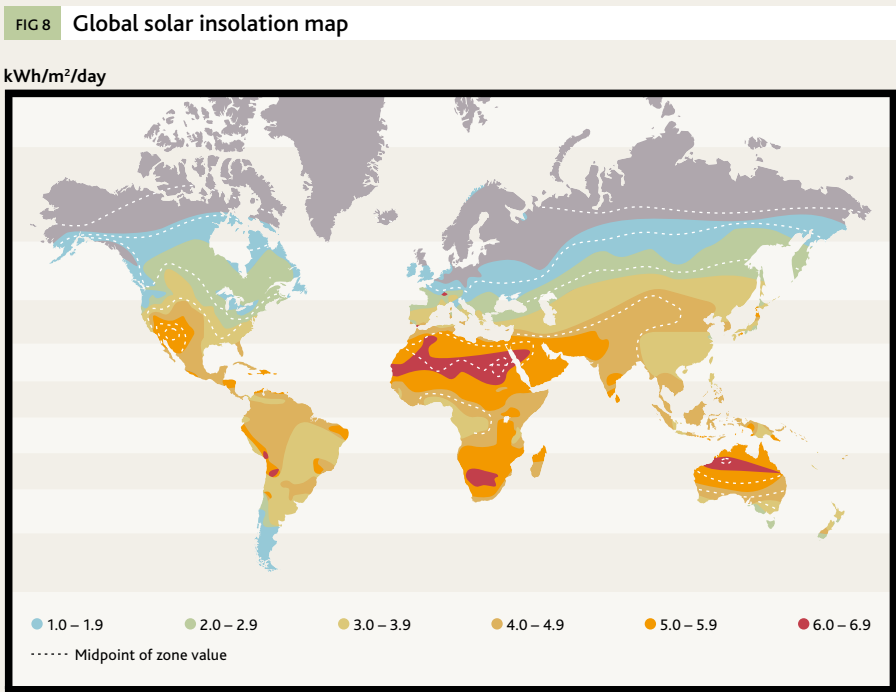 FIG 8 Global solar insolation map
kWh/m²/day
1.0 – 1.9 2.0 – 2.9 3.0 – 3.9 4.0 – 4.9 5.0 – 5.9 6.0 – 6.9
Midpoint of zone value